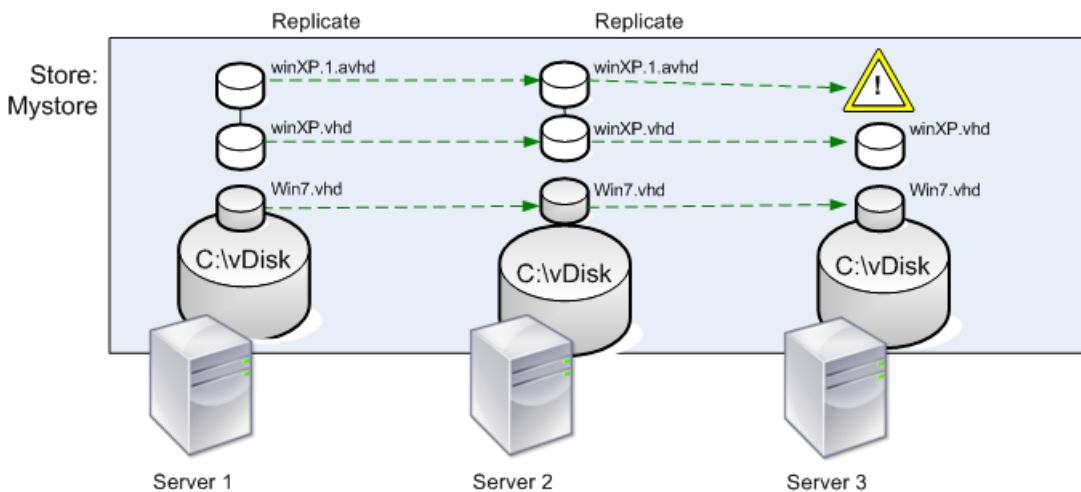 Replicate Replicate
Store:
Mystore
winXP.1.avhd winXP.1.avhd !
winXP.vhd winXP.vhd winXP.vhd
Win7.vhd Win7.vhd Win7.vhd
C:\vDisk C:\vDisk C:\vDisk
Server 1 Server 2 Server 3